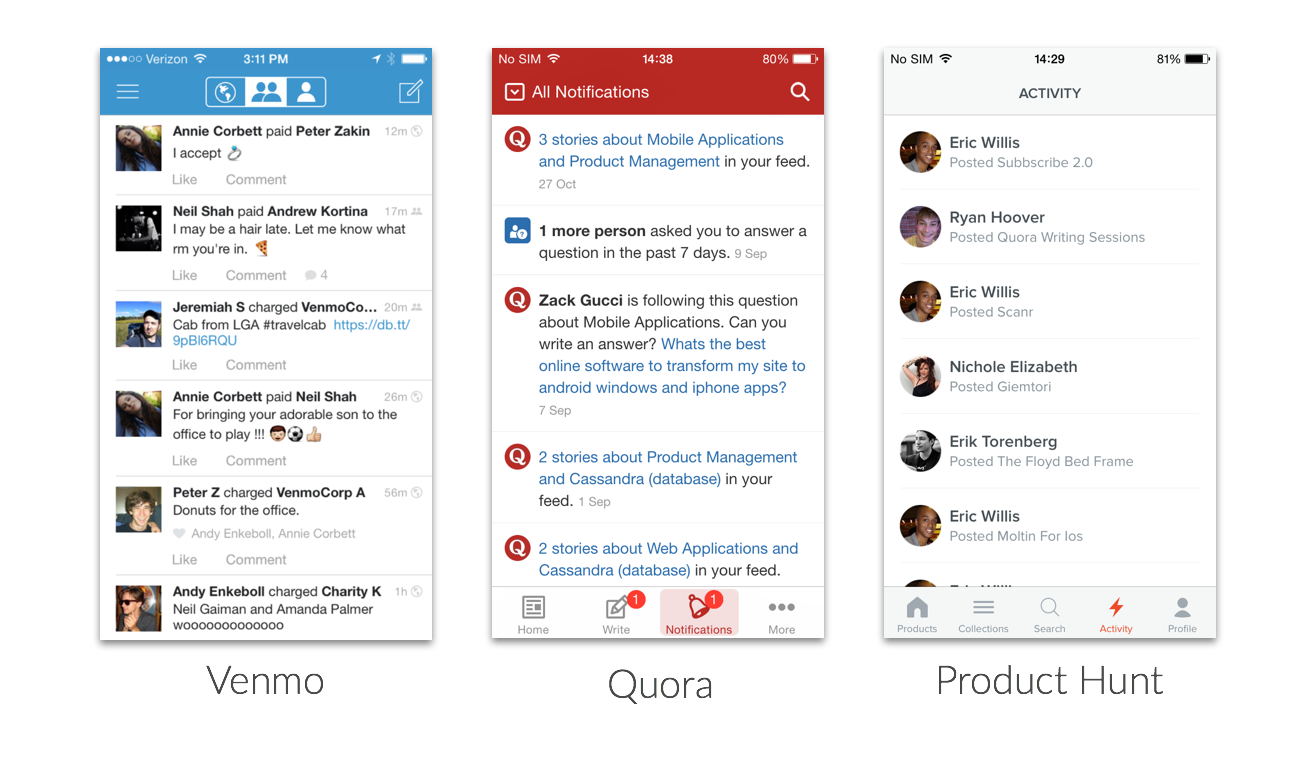 Verizon 3:11 PM
Annie Corbett paid Peter Zakin 12m
I accept 💍
Like Comment
Neil Shah paid Andrew Kortina 17m
I may be a hair late. Let me know what
rm you're in. 🍕
Like Comment 4
Jeremiah S charged VenmoCo... 20m
Cab from LGA #travelcab https://db.tt/
9pBl6RQU
Like Comment
Annie Corbett paid Neil Shah 26m
For bringing your adorable son to the
office to play !!! 👦⚽👍
Like Comment
Peter Z charged VenmoCorp A 56m
Donuts for the office.
Andy Enkeboll, Annie Corbett
Like Comment
Andy Enkeboll charged Charity K 1h
Neil Gaiman and Amanda Palmer
wooooooooooooo
Venmo
No SIM 14:38 80%
All Notifications
Q
3 stories about Mobile Applications
and Product Management in your feed.
27 Oct
1 more person asked you to answer a
question in the past 7 days. 9 Sep
Q
Zack Gucci is following this question
about Mobile Applications. Can you
write an answer? Whats the best
online software to transform my site to
android windows and iphone apps?
7 Sep
Q
2 stories about Product Management
and Cassandra (database) in your
feed. 1 Sep
Q
2 stories about Web Applications and
Cassandra (database) in your feed.
1 1
Home Write Notifications More
Quora
No SIM 14:29 81%
ACTIVITY
Eric Willis
Posted Subbscribe 2.0
Ryan Hoover
Posted Quora Writing Sessions
Eric Willis
Posted Scanr
Nichole Elizabeth
Posted Giemtori
Erik Torenberg
Posted The Floyd Bed Frame
Eric Willis
Posted Moltin For Ios
Products Collections Search Activity Profile
Product Hunt